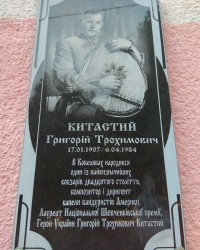 КИТАСТИЙ
Григорій Трохимович
17.01.1907- 6.04.1984
В Кобеляках народився
один із найвизначніших
кобзарів двадцятого століття,
композитор і диригент
капели бандуристів Америки,
Лауреат Національної Шевченківської премії,
Герой України Григорій Трохимович Китастий